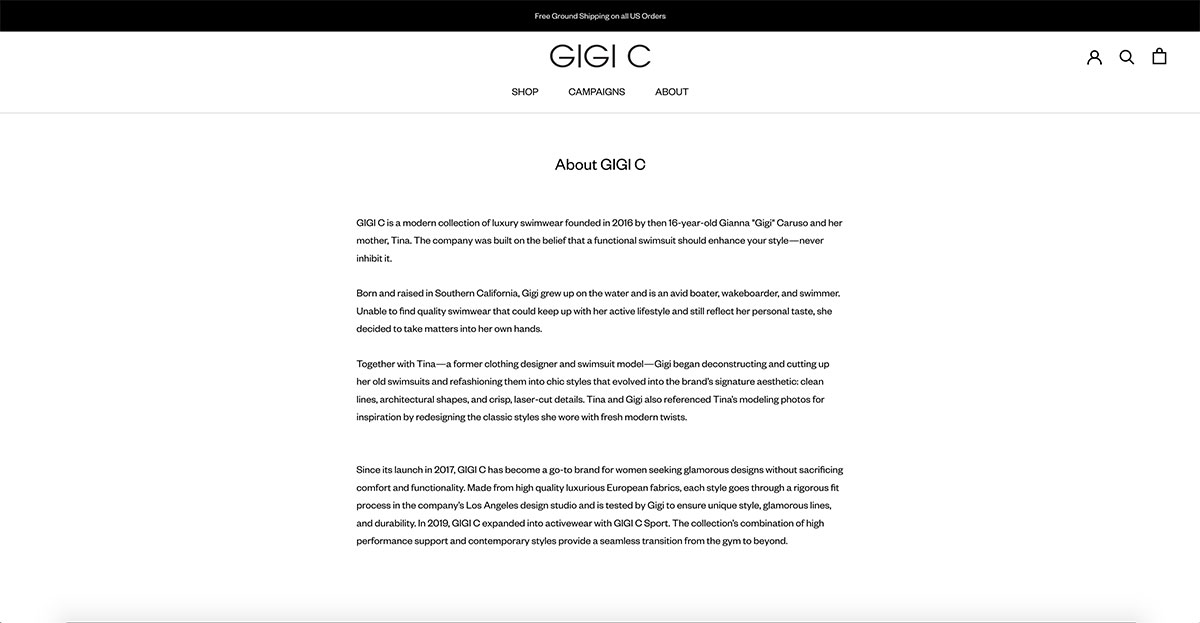 Free Ground Shipping on all US Orders
GIGI C
SHOP CAMPAIGNS ABOUT
About GIGI C
GIGI C is a modern collection of luxury swimwear founded in 2016 by then 16-year-old Gianna "Gigi" Caruso and her
mother, Tina. The company was built on the belief that a functional swimsuit should enhance your style—never
inhibit it.
Born and raised in Southern California, Gigi grew up on the water and is an avid boater, wakeboarder, and swimmer.
Unable to find quality swimwear that could keep up with her active lifestyle and still reflect her personal taste, she
decided to take matters into her own hands.
Together with Tina—a former clothing designer and swimsuit model—Gigi began deconstructing and cutting up
her old swimsuits and refashioning them into chic styles that evolved into the brand's signature aesthetic: clean
lines, architectural shapes, and crisp, laser-cut details. Tina and Gigi also referenced Tina's modeling photos for
inspiration by redesigning the classic styles she wore with fresh modern twists.
Since its launch in 2017, GIGI C has become a go-to brand for women seeking glamorous designs without sacrificing
comfort and functionality. Made from high quality luxurious European fabrics, each style goes through a rigorous fit
process in the company's Los Angeles design studio and is tested by Gigi to ensure unique style, glamorous lines,
and durability. In 2019, GIGI C expanded into activewear with GIGI C Sport. The collection's combination of high
performance support and contemporary styles provide a seamless transition from the gym to beyond.